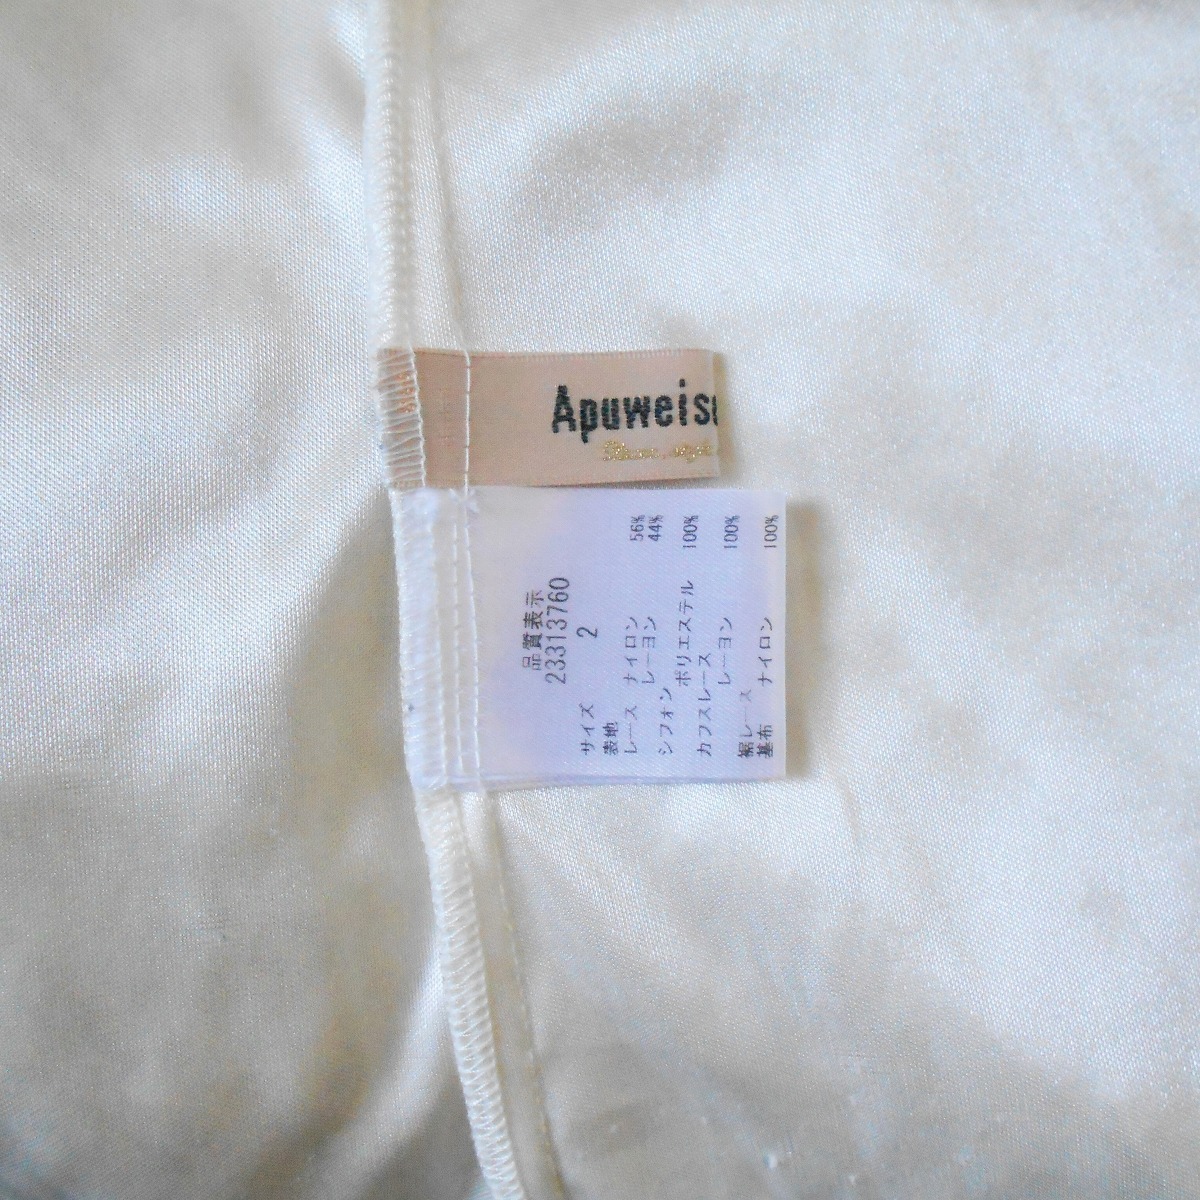 Apuweis
品質表示
23313760
サイズ 2
表地
レース ナイロン 56%
レーヨン 44%
シフォン
ポリエステル 100%
カフスレース
レーヨン 100%
裾レース
基布 ナイロン 100%